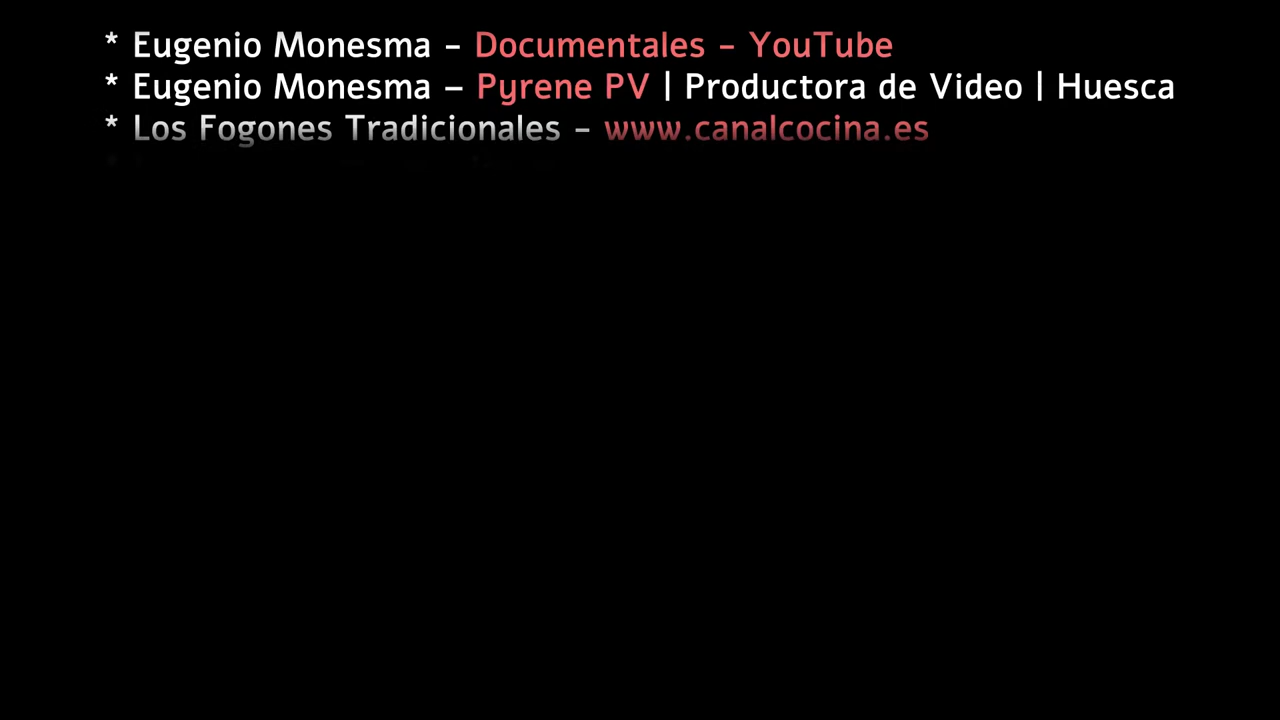 * Eugenio Monesma - Documentales - YouTube
* Eugenio Monesma – Pyrene PV | Productora de Video | Huesca
* Los Fogones Tradicionales - www.canalcocina.es